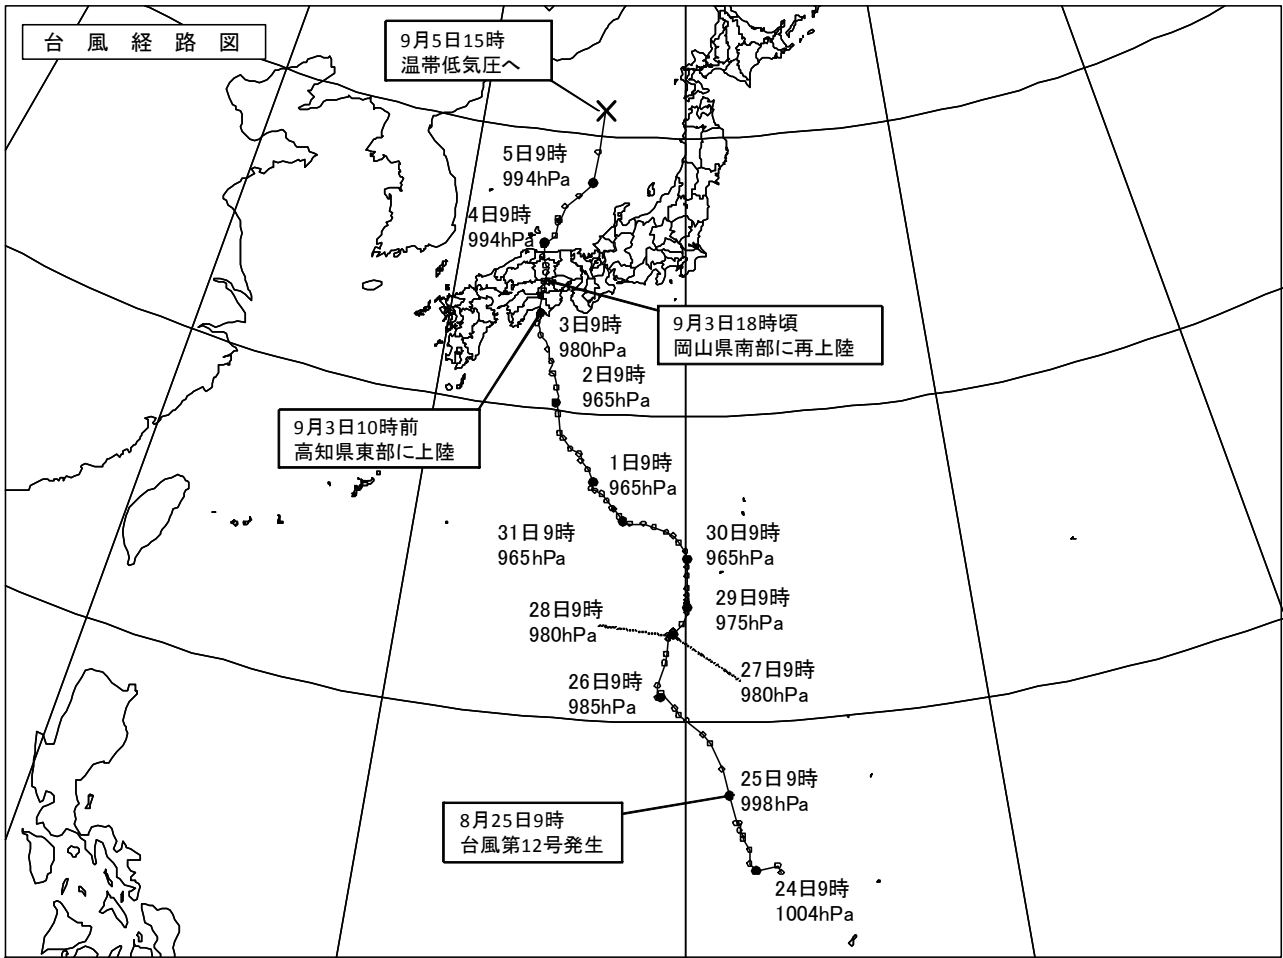 台風経路図
9月5日15時
温帯低気圧へ
5日9時
994hPa
4日9時
994hPa
3日9時
980hPa
9月3日18時頃
岡山県南部に再上陸
2日9時
965hPa
9月3日10時前
高知県東部に上陸
1日9時
965hPa
31日9時
965hPa
30日9時
965hPa
29日9時
975hPa
28日9時
980hPa
27日9時
980hPa
26日9時
985hPa
25日9時
998hPa
8月25日9時
台風第12号発生
24日9時
1004hPa